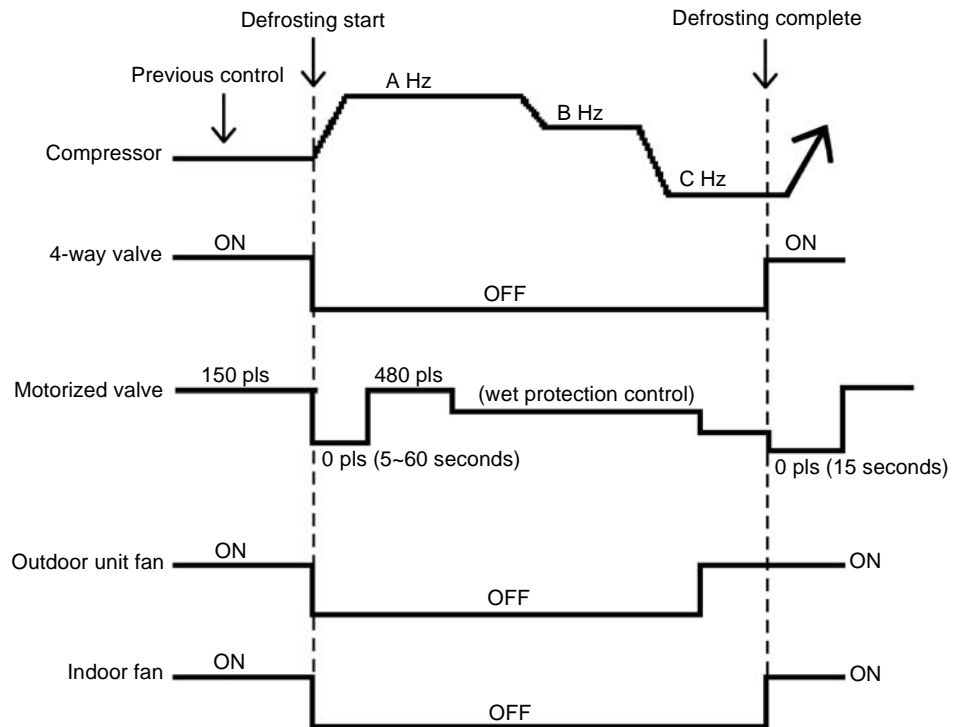 Defrosting start
Defrosting complete
Previous control
A Hz
B Hz
Compressor
C Hz
ON
ON
4-way valve
OFF
150 pls
480 pls
Motorized valve
(wet protection control)
0 pls (5~60 seconds)
0 pls (15 seconds)
ON
Outdoor unit fan
ON
OFF
ON
Indoor fan
ON
OFF